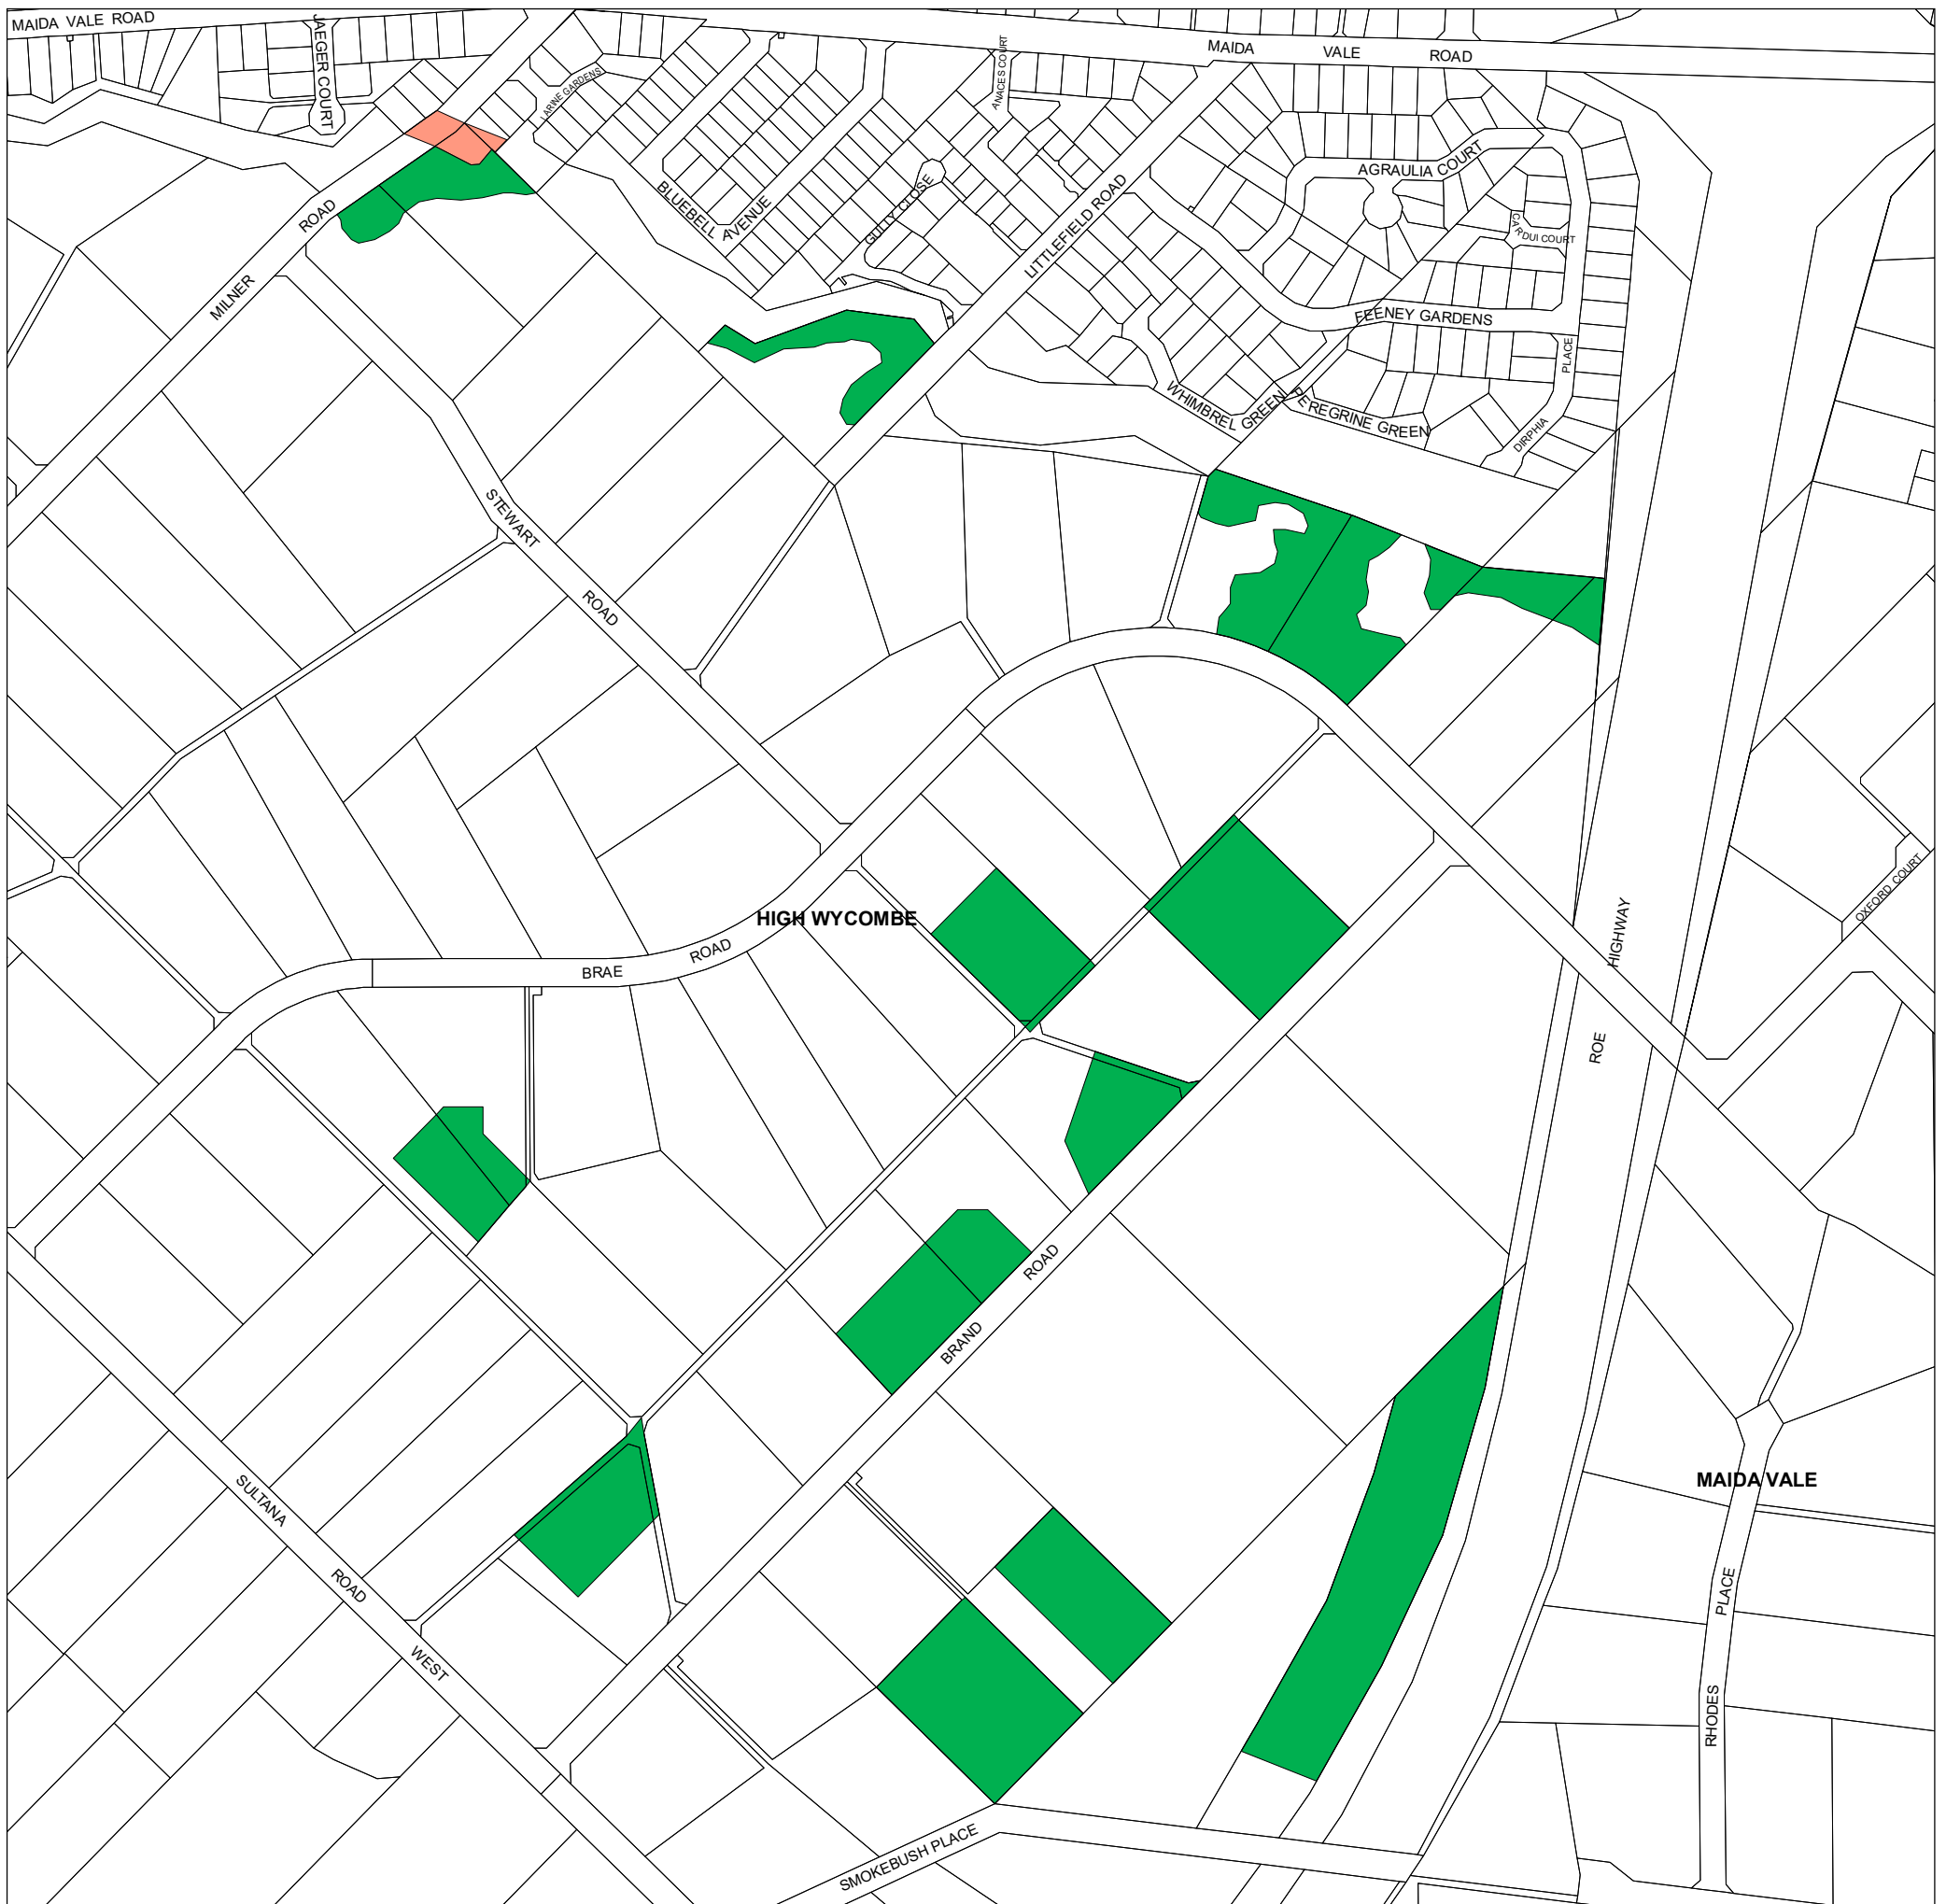 MAIDA VALE ROAD
JAEGER COURT
LARINE GARDENS
ANACES COURT
MAIDA VALE ROAD
AGRAULIA COURT
CARDUI COURT
BLUEBELL AVENUE
GULLY CLOSE
LITTLEFIELD ROAD
MILNER ROAD
FEENEY GARDENS
WHIMBREL GREEN
PEREGRINE GREEN
DIRPHIA PLACE
STEWART ROAD
HIGH WYCOMBE
BRAE ROAD
OXFORD COURT
ROE HIGHWAY
BRAND ROAD
SULTANA ROAD WEST
MAIDA VALE
RHODES PLACE
SMOKEBUSH PLACE